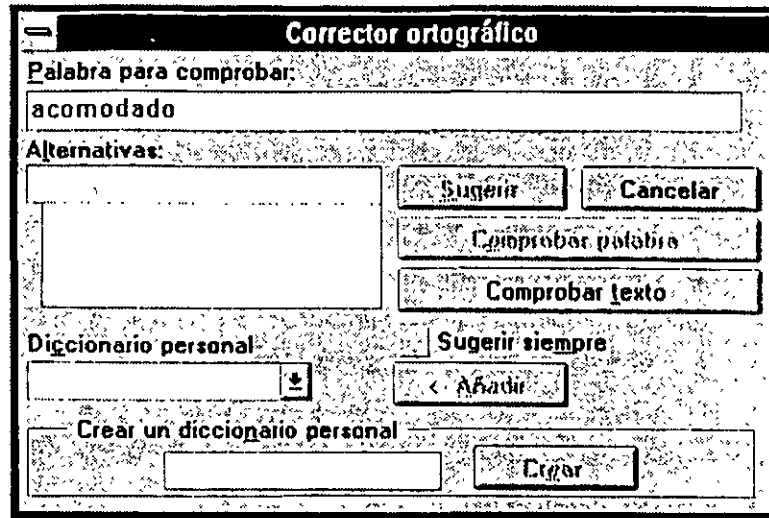 Corrector ortográfico
Palabra para comprobar:
acomodado
Alternativas:
Sugerir Cancelar
Comprobar palabra
Comprobar texto
Diccionario personal Sugerir siempre
< Añadir
Crear un diccionario personal
Crear